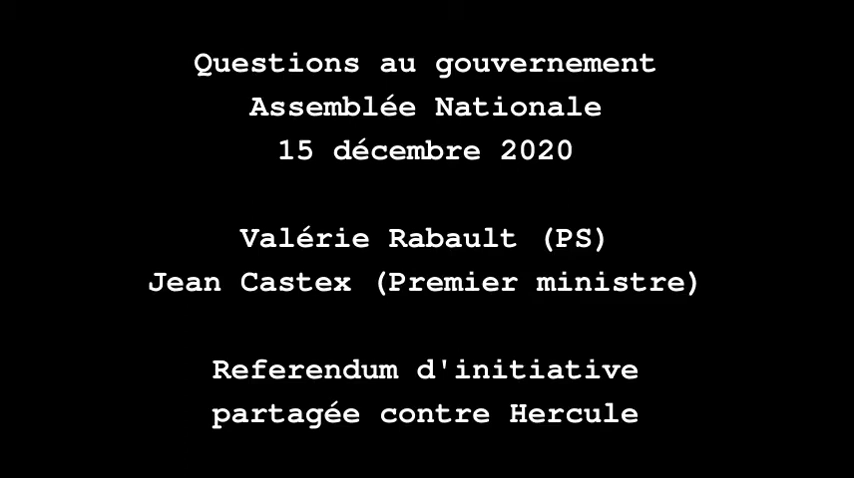 Questions au gouvernement
Assemblée Nationale
15 décembre 2020
Valérie Rabault (PS)
Jean Castex (Premier ministre)
Referendum d'initiative
partagée contre Hercule